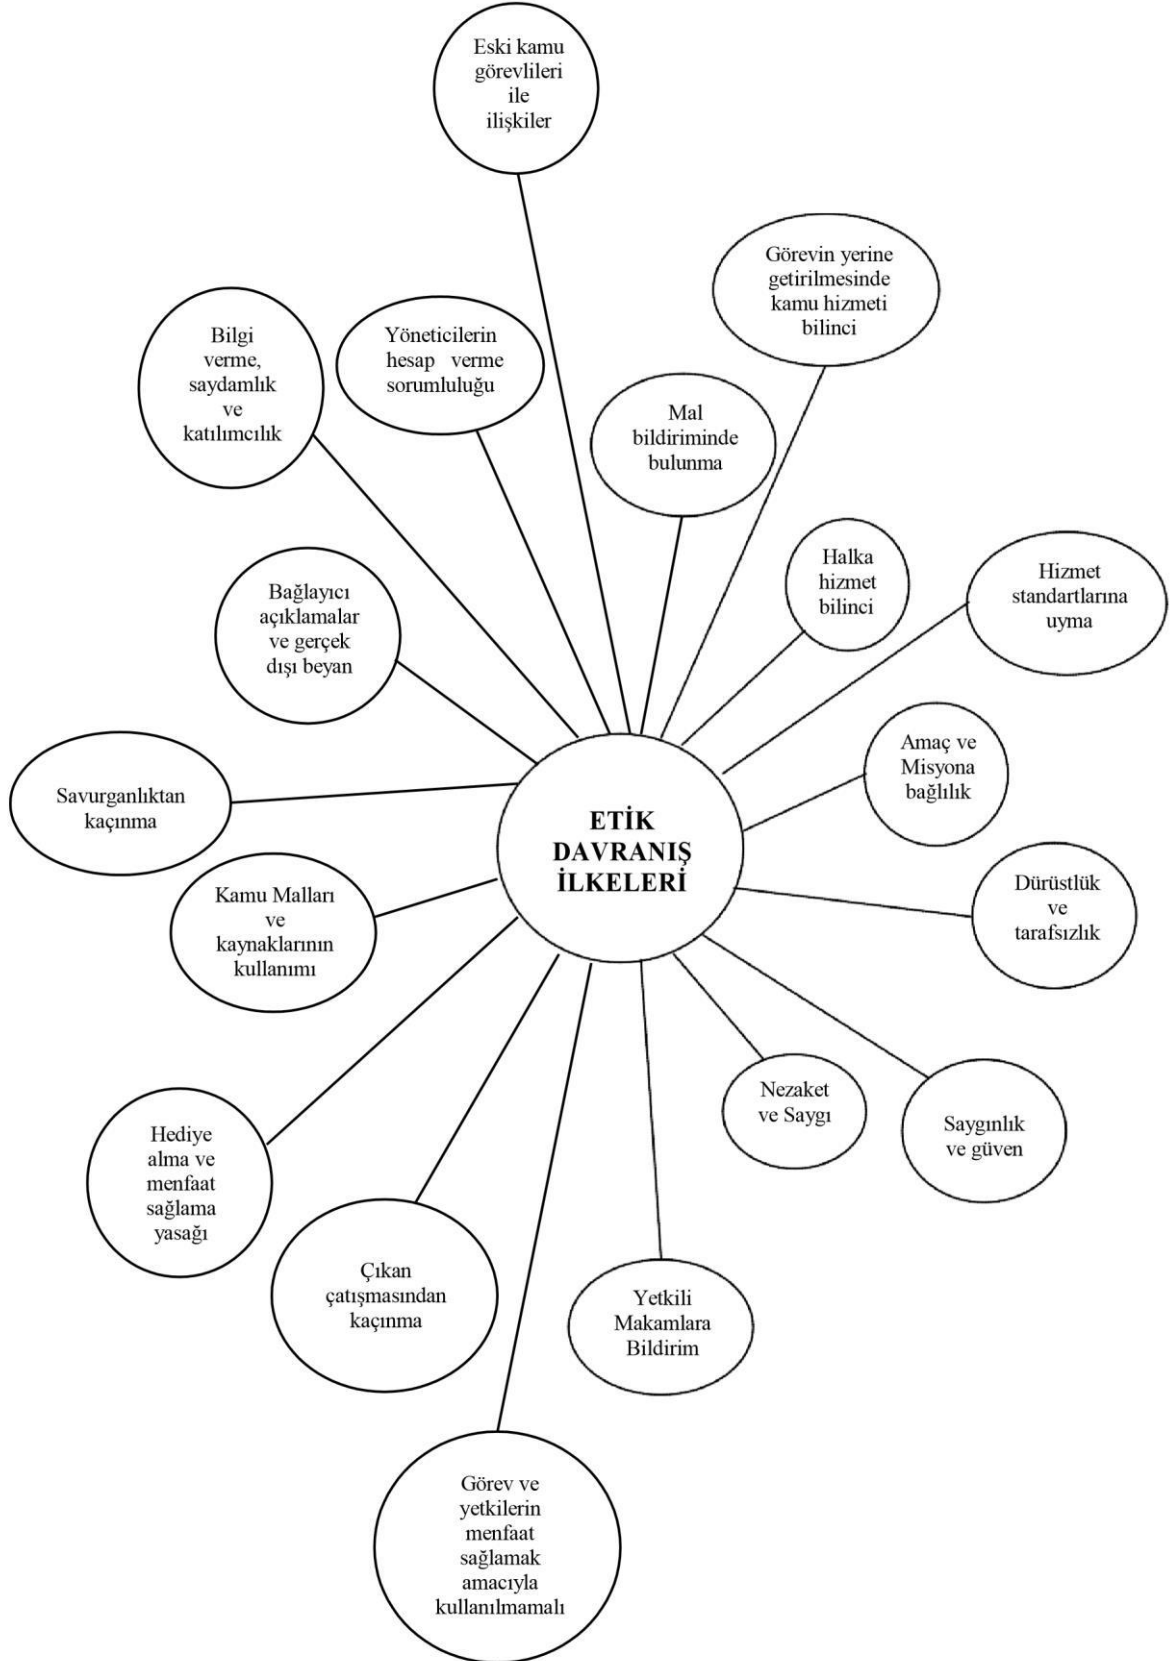 Eski kamu
görevlileri
ile
ilişkiler
Görevin yerine
getirilmesinde
kamu hizmeti
bilinci
Bilgi
verme,
saydamlık
ve
katılımcılık
Yöneticilerin
hesap verme
sorumluluğu
Mal
bildiriminde
bulunma
Halka
hizmet
bilinci
Hizmet
standartlarına
uyma
Bağlayıcı
açıklamalar
ve gerçek
dışı beyan
Amaç ve
Misyona
bağlılık
Savurganlıktan
kaçınma
ETİK
DAVRANIŞ
İLKELERİ
Dürüstlük
ve
tarafsızlık
Kamu Malları
ve
kaynaklarının
kullanımı
Nezaket
ve Saygı
Saygınlık
ve güven
Hediye
alma ve
menfaat
sağlama
yasağı
Çıkan
çatışmasından
kaçınma
Yetkili
Makamlara
Bildirim
Görev ve
yetkilerin
menfaat
sağlamak
amacıyla
kullanılmamalı